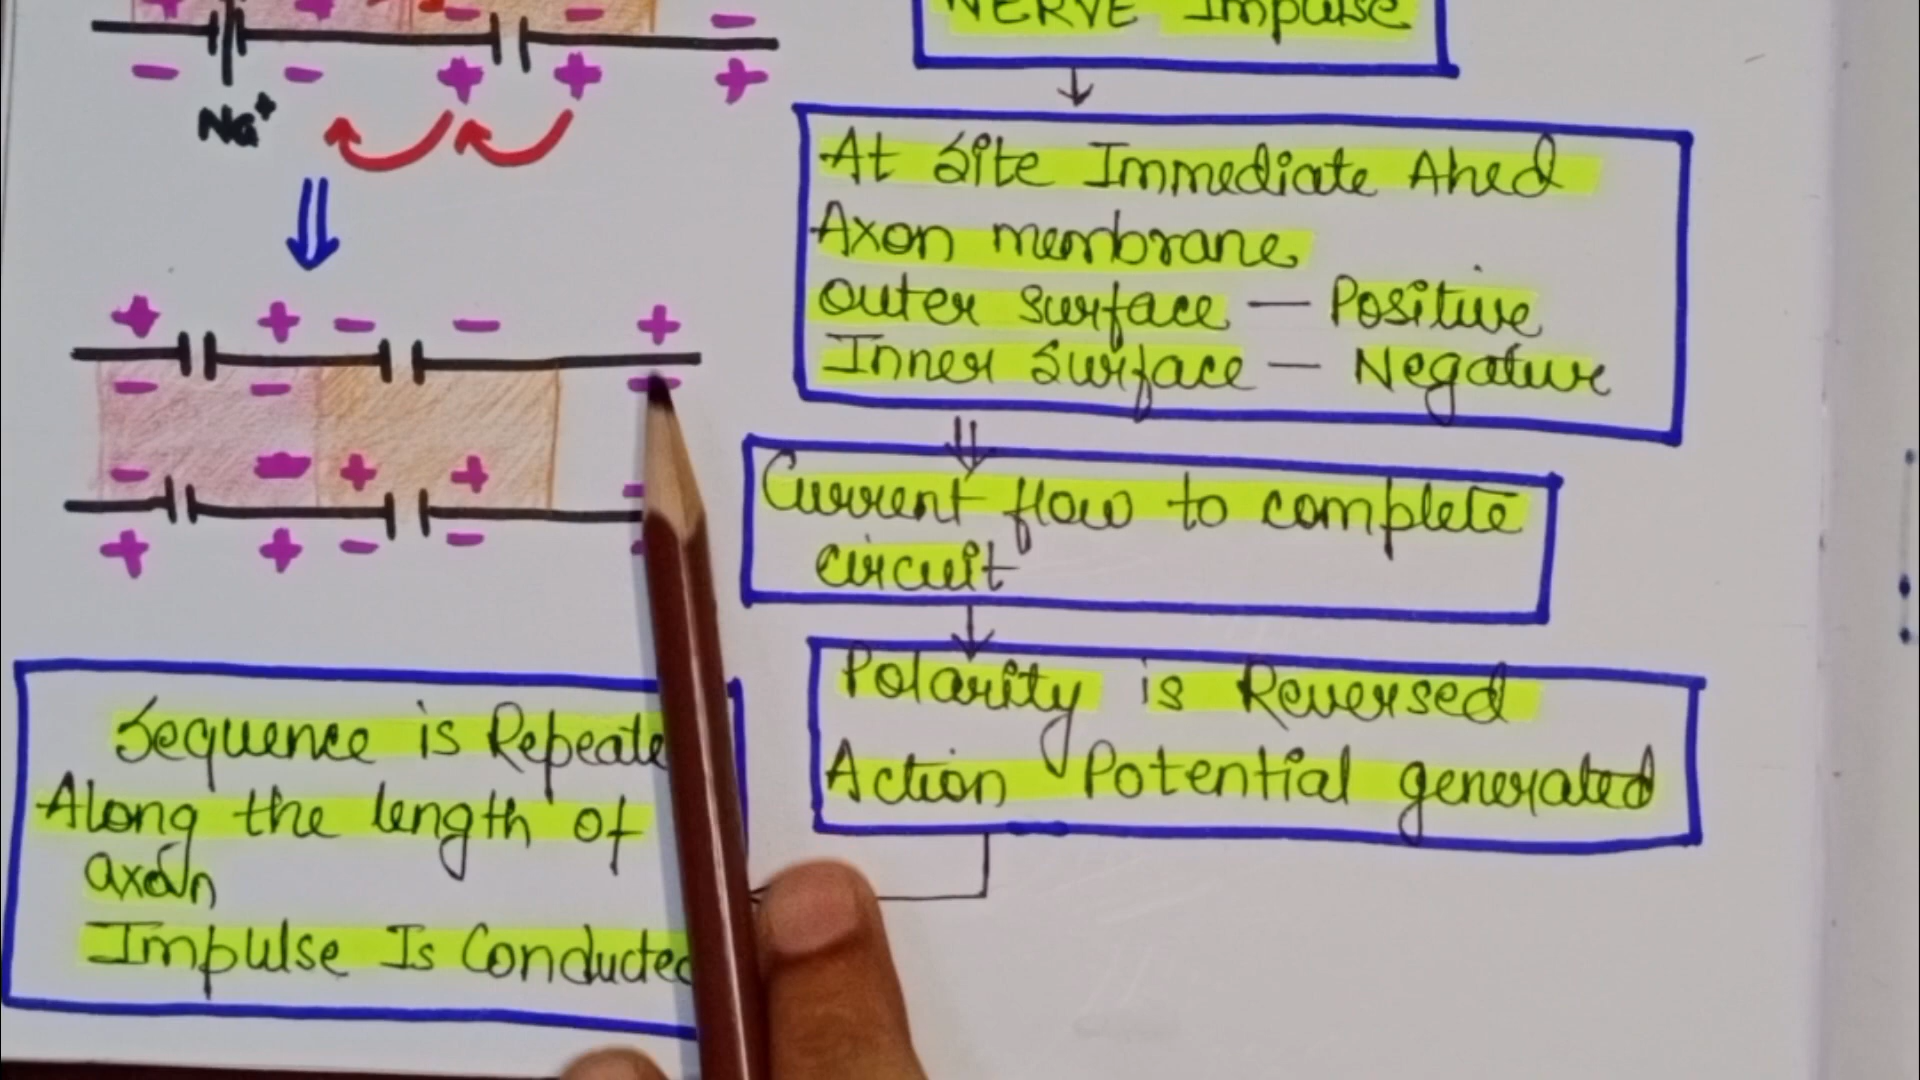 NERVE Impulse
Na+
At Site Immediate Ahed
Axon membrane
Outer Surface — Positive
Inner Surface — Negative
Current flow to complete
circuit
Polarity is Reversed
Action Potential generated
Sequence is Repeate
Along the length of
axon
Impulse Is Conducted